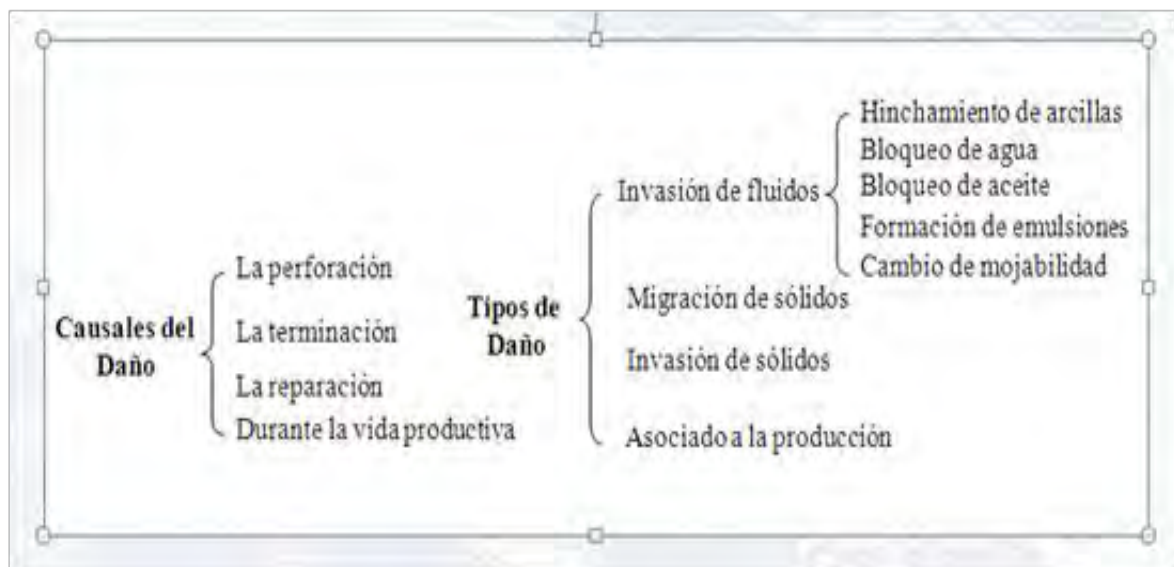 Causales del
Daño
La perforación
La terminación
La reparación
Durante la vida productiva
Tipos de
Daño
Invasión de fluidos
Hinchamiento de arcillas
Bloqueo de agua
Bloqueo de aceite
Formación de emulsiones
Cambio de mojabilidad
Migración de sólidos
Invasión de sólidos
Asociado a la producción